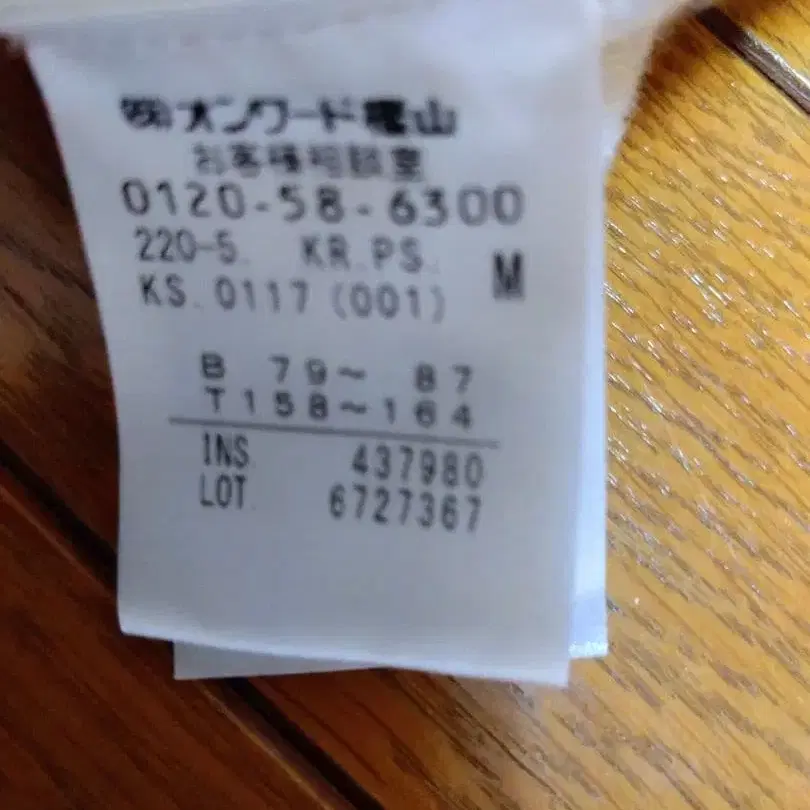 ㈱オンワード樫山
お客様相談室
0120-58-6300
220-5. KR.PS. M
KS.0117(001)
B 79～ 87
T158～164
INS. 437980
LOT. 6727367